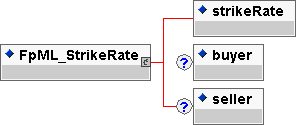 strikeRate
FpML_StrikeRate
? buyer
? seller